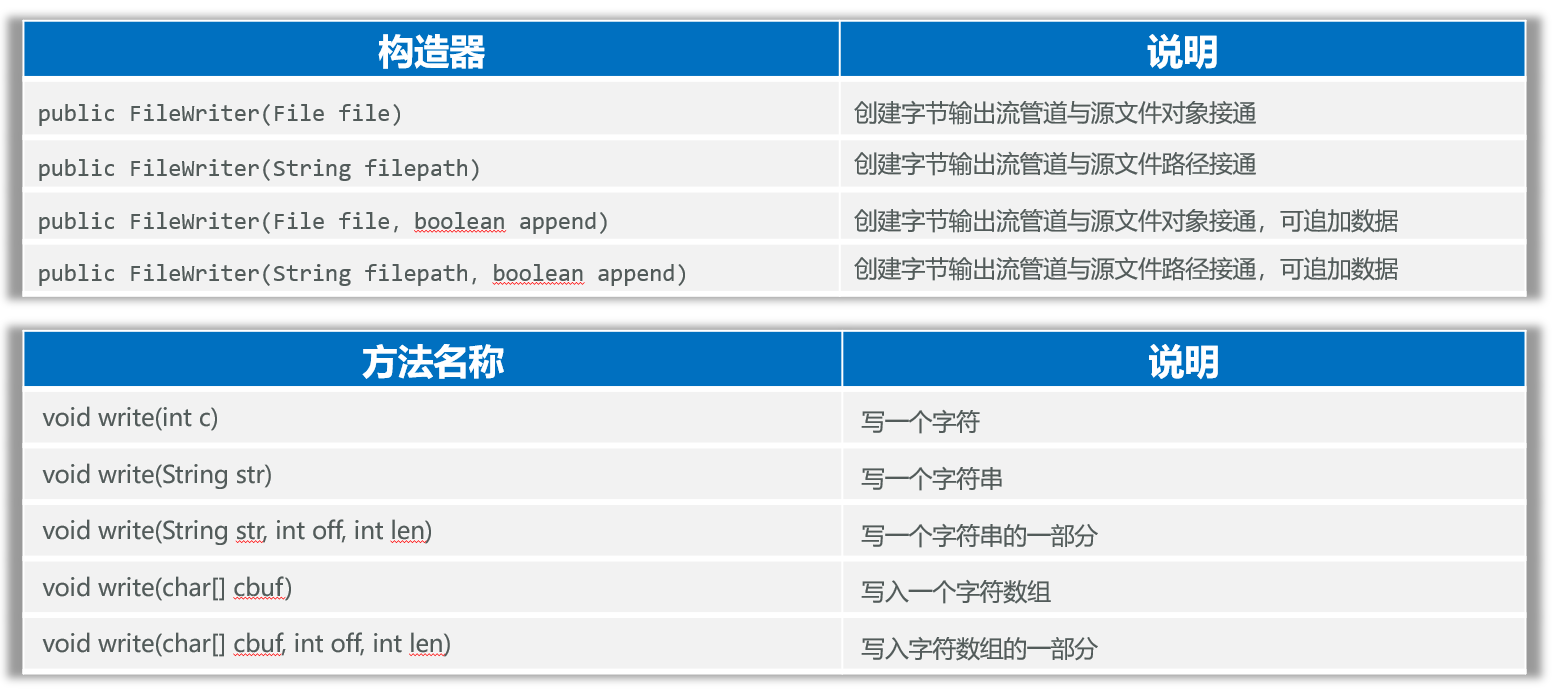 构造器 说明
public FileWriter(File file) 创建字节输出流管道与源文件对象接通
public FileWriter(String filepath) 创建字节输出流管道与源文件路径接通
public FileWriter(File file, boolean append) 创建字节输出流管道与源文件对象接通，可追加数据
public FileWriter(String filepath, boolean append) 创建字节输出流管道与源文件路径接通，可追加数据
方法名称 说明
void write(int c) 写一个字符
void write(String str) 写一个字符串
void write(String str, int off, int len) 写一个字符串的一部分
void write(char[] cbuf) 写入一个字符数组
void write(char[] cbuf, int off, int len) 写入字符数组的一部分